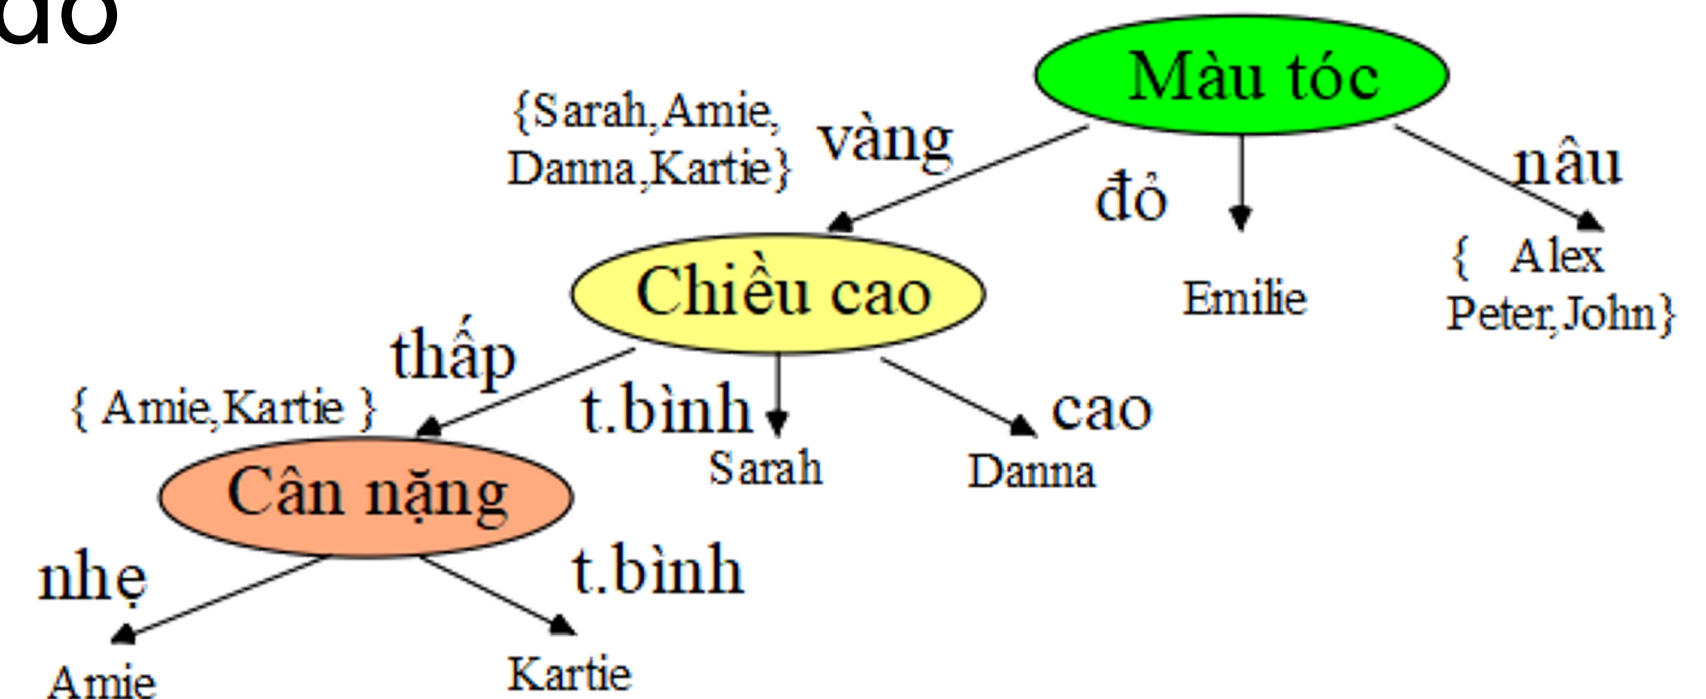 do
Màu tóc
{Sarah,Amie,
Danna,Kartie}
vàng
đỏ
nâu
Chiều cao
Emilie
{ Alex
Peter,John}
thấp
{ Amie,Kartie }
t.bình
cao
Sarah
Danna
Cân nặng
nhẹ
t.bình
Amie
Kartie